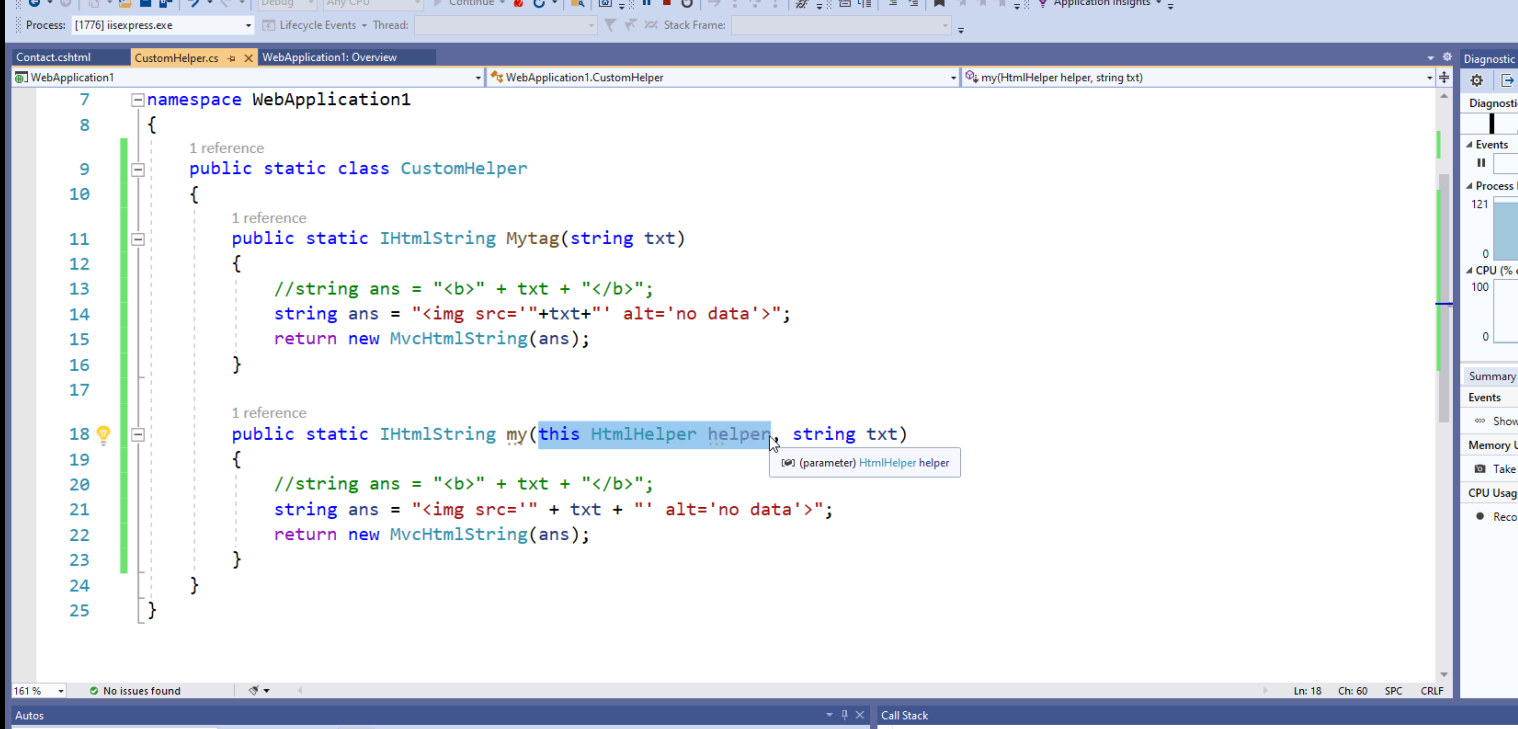 Debug Any CPU Continue Application Insights
Process: [1776] iisexpress.exe Lifecycle Events Thread: Stack Frame:
Contact.cshtml CustomHelper.cs WebApplication1: Overview Diagnostic
WebApplication1 WebApplication1.CustomHelper my(HtmlHelper helper, string txt)
7 namespace WebApplication1
8 {
1 reference
9 public static class CustomHelper
10 {
1 reference
11 public static IHtmlString Mytag(string txt)
12 {
13 //string ans = "<b>" + txt + "</b>";
14 string ans = "<img src='"+txt+"' alt='no data'>";
15 return new MvcHtmlString(ans);
16 }
17
1 reference
18 public static IHtmlString my(this HtmlHelper helper, string txt)
(parameter) HtmlHelper helper
19 {
20 //string ans = "<b>" + txt + "</b>";
21 string ans = "<img src='" + txt + "' alt='no data'>";
22 return new MvcHtmlString(ans);
23 }
24 }
25 }
161 % No issues found Ln: 18 Ch: 60 SPC CRLF
Autos Call Stack
Diagnosti
Events
Process
121
0
CPU (%
100
0
Summary
Events
Show
Memory U
Take
CPU Usag
Reco